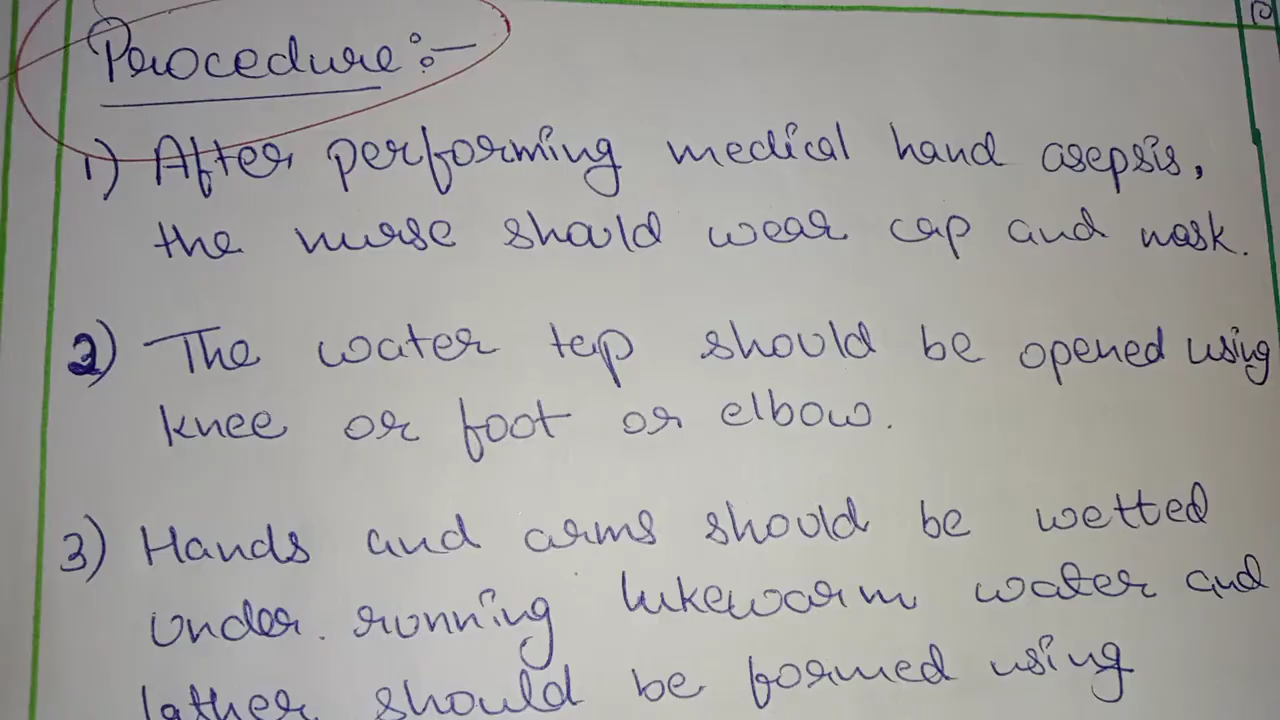 Procedure:-
1) After performing medical hand asepsis,
the nurse should wear cap and mask.
2) The water tap should be opened using
knee or foot or elbow.
3) Hands and arms should be wetted
under running lukewarm water and
lather should be formed using